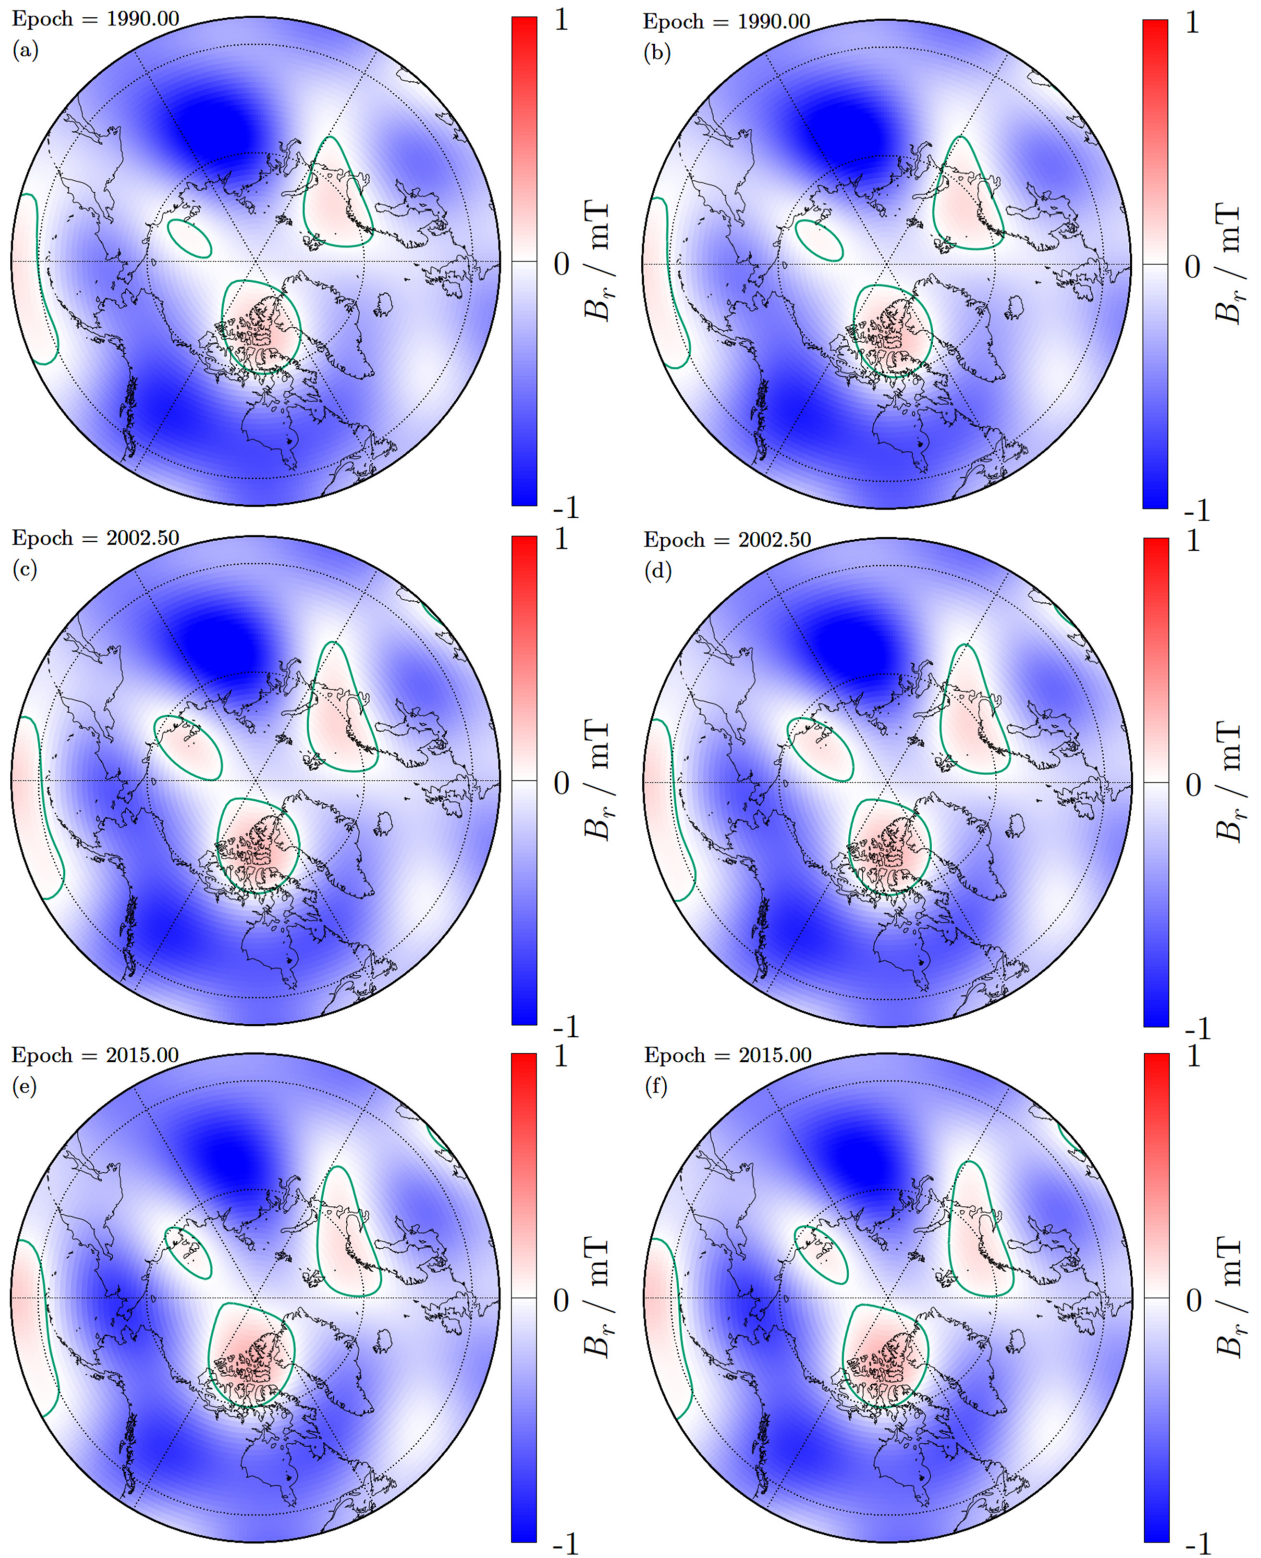 Epoch = 1990.00
(a)
1
0
-1
B_r / mT
Epoch = 1990.00
(b)
1
0
-1
B_r / mT
Epoch = 2002.50
(c)
1
0
-1
B_r / mT
Epoch = 2002.50
(d)
1
0
-1
B_r / mT
Epoch = 2015.00
(e)
1
0
-1
B_r / mT
Epoch = 2015.00
(f)
1
0
-1
B_r / mT